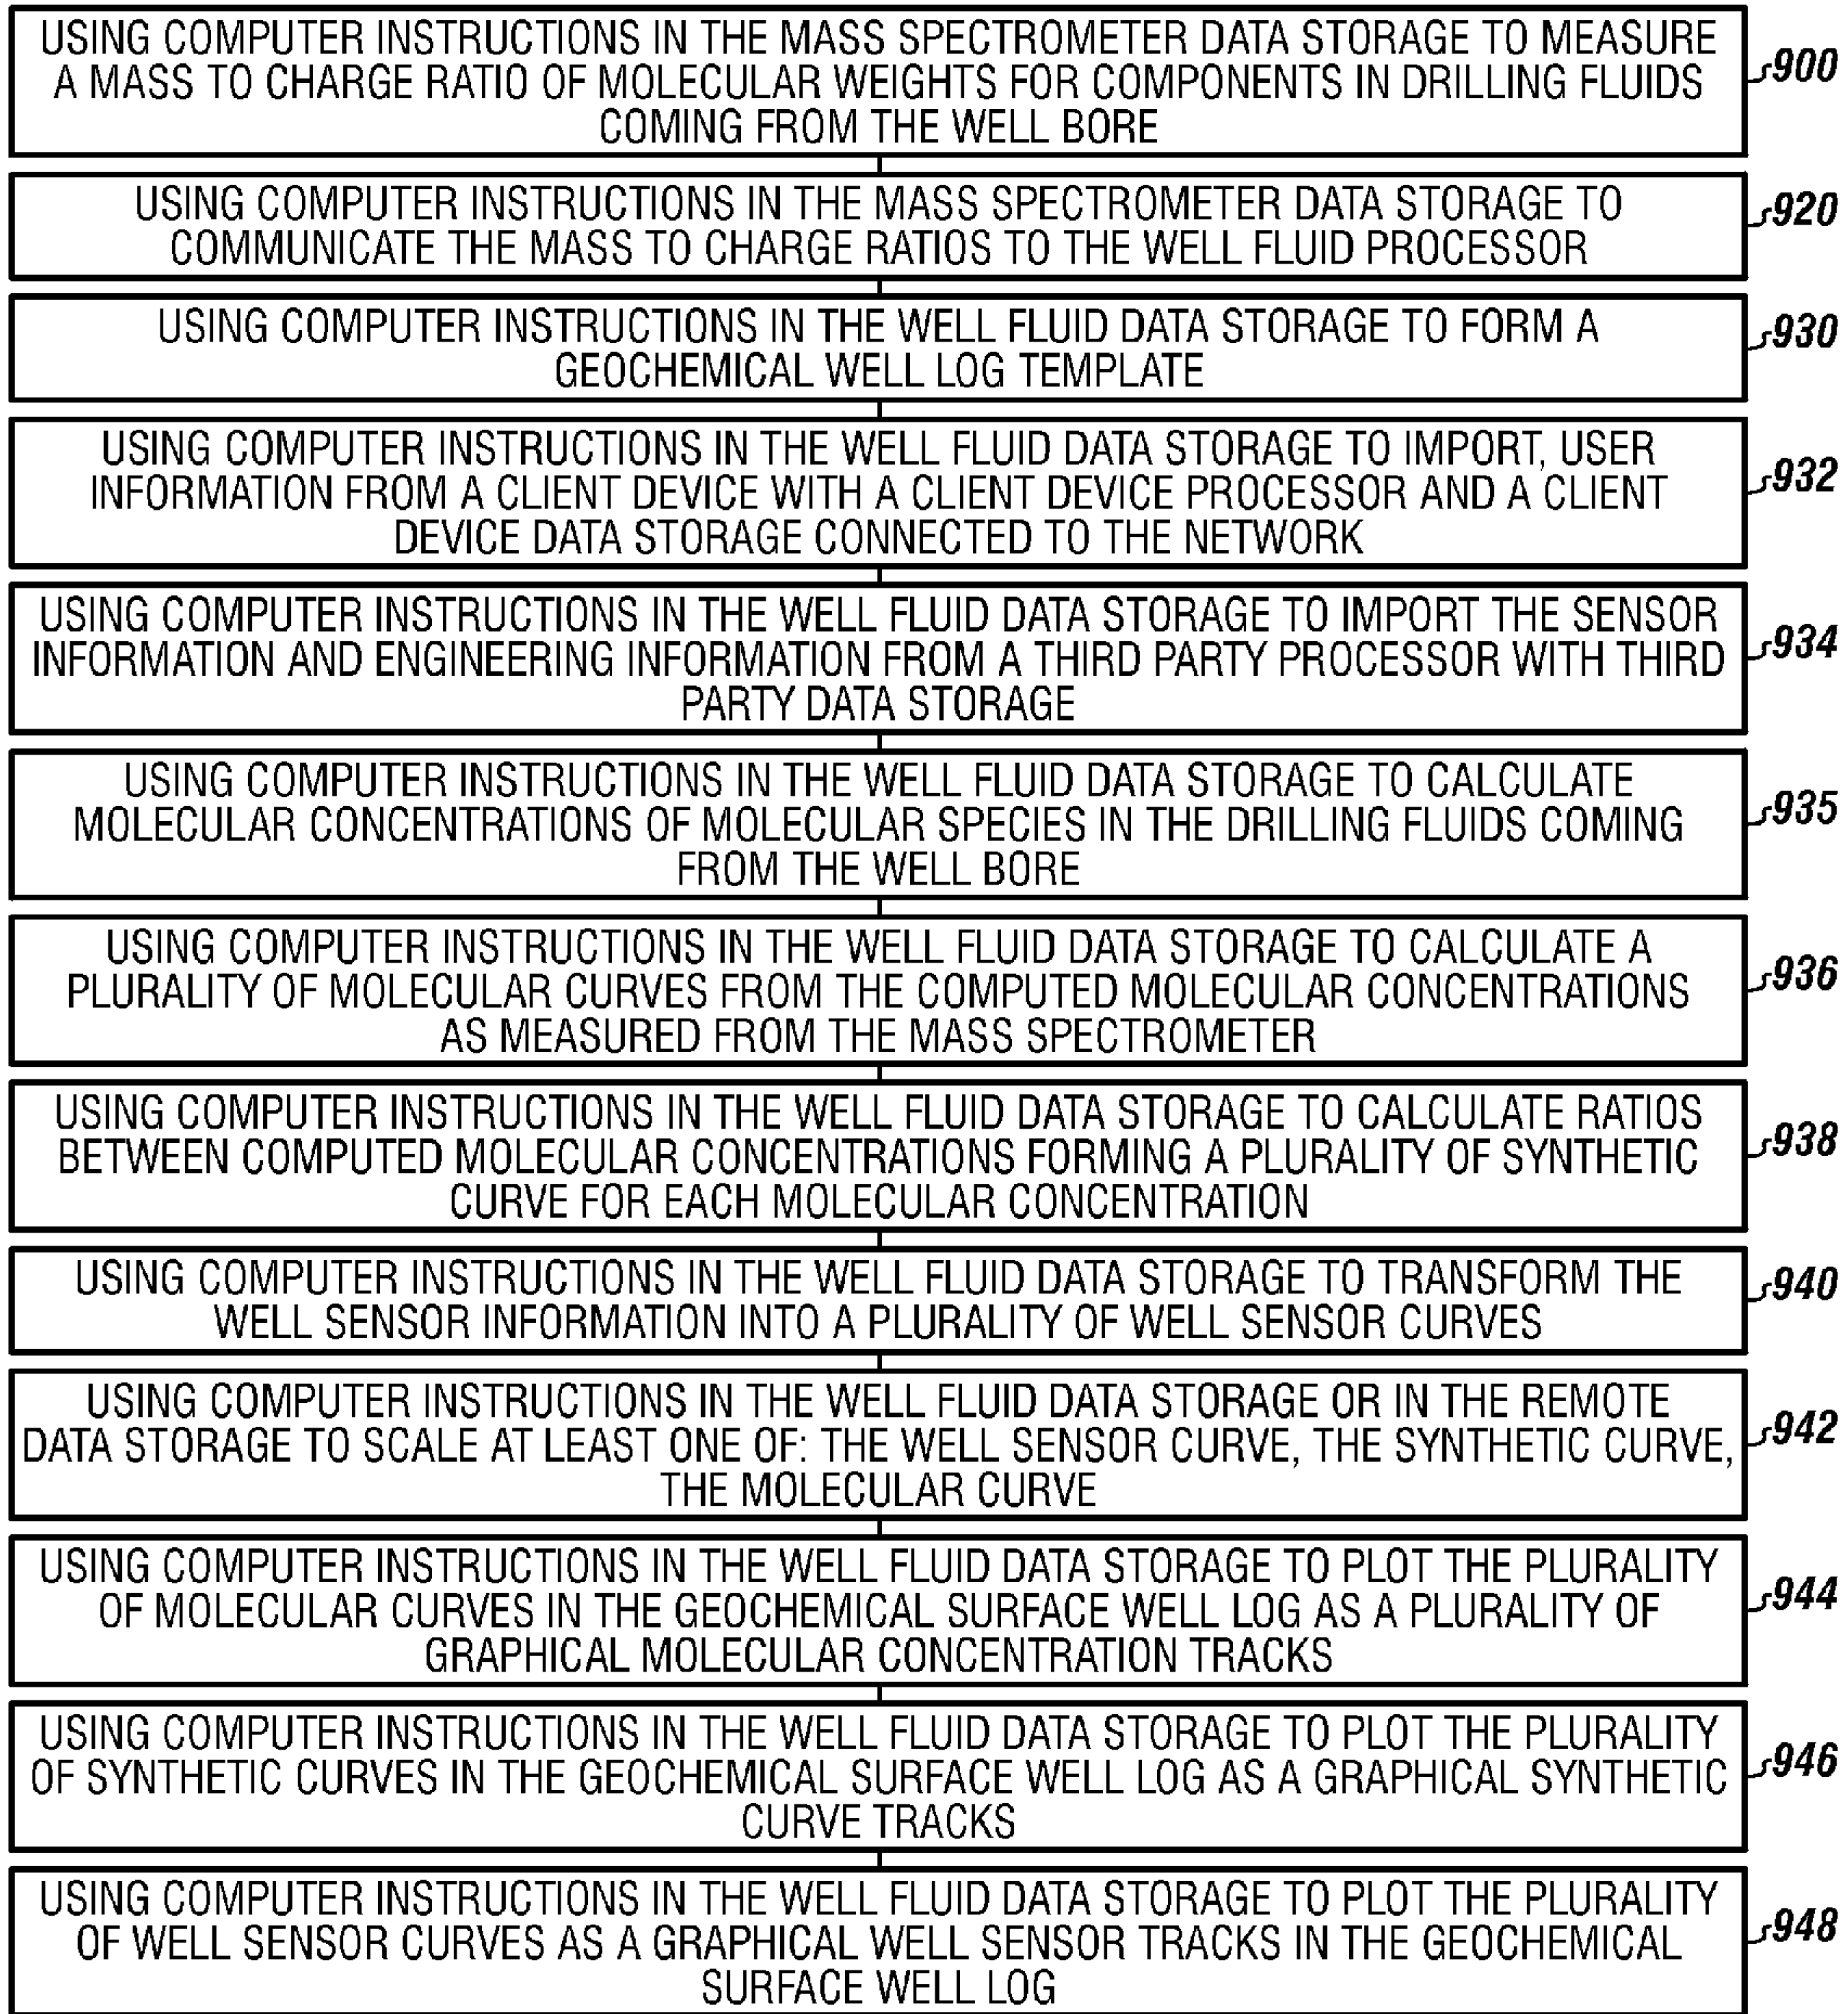 USING COMPUTER INSTRUCTIONS IN THE MASS SPECTROMETER DATA STORAGE TO MEASURE
A MASS TO CHARGE RATIO OF MOLECULAR WEIGHTS FOR COMPONENTS IN DRILLING FLUIDS
COMING FROM THE WELL BORE
900
USING COMPUTER INSTRUCTIONS IN THE MASS SPECTROMETER DATA STORAGE TO
COMMUNICATE THE MASS TO CHARGE RATIOS TO THE WELL FLUID PROCESSOR
920
USING COMPUTER INSTRUCTIONS IN THE WELL FLUID DATA STORAGE TO FORM A
GEOCHEMICAL WELL LOG TEMPLATE
930
USING COMPUTER INSTRUCTIONS IN THE WELL FLUID DATA STORAGE TO IMPORT, USER
INFORMATION FROM A CLIENT DEVICE WITH A CLIENT DEVICE PROCESSOR AND A CLIENT
DEVICE DATA STORAGE CONNECTED TO THE NETWORK
932
USING COMPUTER INSTRUCTIONS IN THE WELL FLUID DATA STORAGE TO IMPORT THE SENSOR
INFORMATION AND ENGINEERING INFORMATION FROM A THIRD PARTY PROCESSOR WITH THIRD
PARTY DATA STORAGE
934
USING COMPUTER INSTRUCTIONS IN THE WELL FLUID DATA STORAGE TO CALCULATE
MOLECULAR CONCENTRATIONS OF MOLECULAR SPECIES IN THE DRILLING FLUIDS COMING
FROM THE WELL BORE
935
USING COMPUTER INSTRUCTIONS IN THE WELL FLUID DATA STORAGE TO CALCULATE A
PLURALITY OF MOLECULAR CURVES FROM THE COMPUTED MOLECULAR CONCENTRATIONS
AS MEASURED FROM THE MASS SPECTROMETER
936
USING COMPUTER INSTRUCTIONS IN THE WELL FLUID DATA STORAGE TO CALCULATE RATIOS
BETWEEN COMPUTED MOLECULAR CONCENTRATIONS FORMING A PLURALITY OF SYNTHETIC
CURVE FOR EACH MOLECULAR CONCENTRATION
938
USING COMPUTER INSTRUCTIONS IN THE WELL FLUID DATA STORAGE TO TRANSFORM THE
WELL SENSOR INFORMATION INTO A PLURALITY OF WELL SENSOR CURVES
940
USING COMPUTER INSTRUCTIONS IN THE WELL FLUID DATA STORAGE OR IN THE REMOTE
DATA STORAGE TO SCALE AT LEAST ONE OF: THE WELL SENSOR CURVE, THE SYNTHETIC CURVE,
THE MOLECULAR CURVE
942
USING COMPUTER INSTRUCTIONS IN THE WELL FLUID DATA STORAGE TO PLOT THE PLURALITY
OF MOLECULAR CURVES IN THE GEOCHEMICAL SURFACE WELL LOG AS A PLURALITY OF
GRAPHICAL MOLECULAR CONCENTRATION TRACKS
944
USING COMPUTER INSTRUCTIONS IN THE WELL FLUID DATA STORAGE TO PLOT THE PLURALITY
OF SYNTHETIC CURVES IN THE GEOCHEMICAL SURFACE WELL LOG AS A GRAPHICAL SYNTHETIC
CURVE TRACKS
946
USING COMPUTER INSTRUCTIONS IN THE WELL FLUID DATA STORAGE TO PLOT THE PLURALITY
OF WELL SENSOR CURVES AS A GRAPHICAL WELL SENSOR TRACKS IN THE GEOCHEMICAL
SURFACE WELL LOG
948